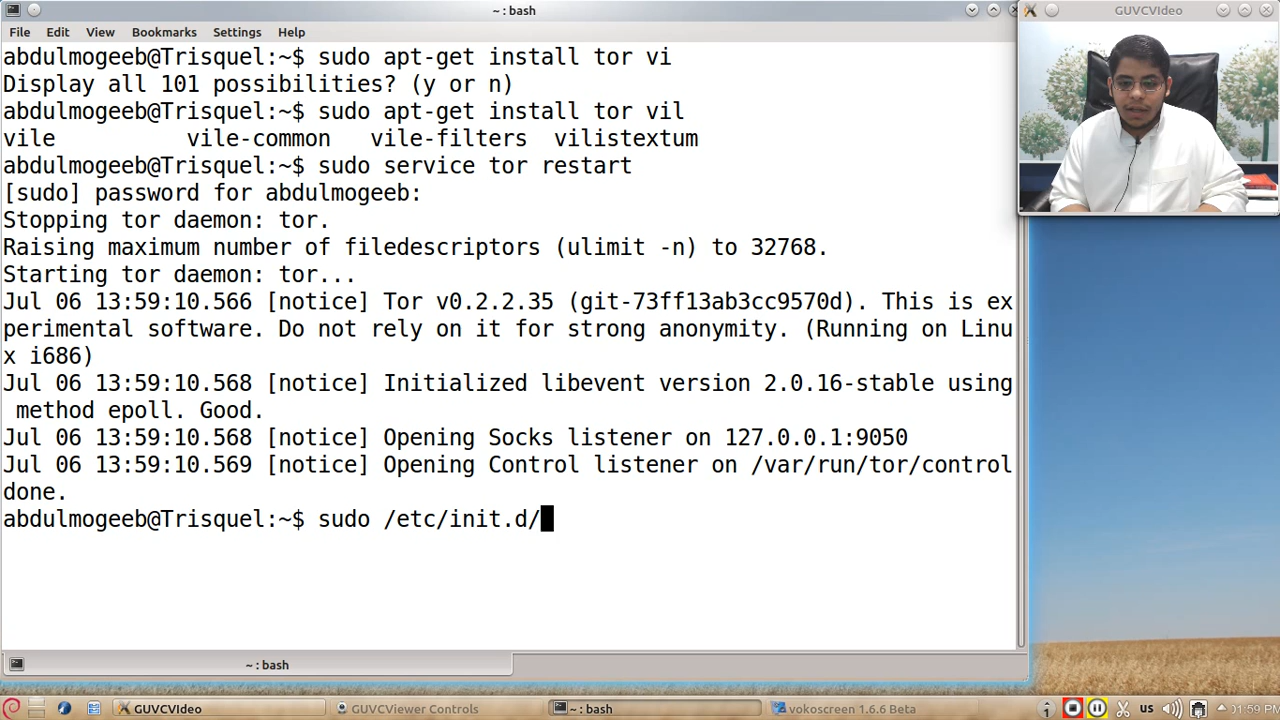 ~ : bash
GUVCVIdeo
File Edit View Bookmarks Settings Help
abdulmogeeb@Trisquel:~$ sudo apt-get install tor vi
Display all 101 possibilities? (y or n)
abdulmogeeb@Trisquel:~$ sudo apt-get install tor vil
vile vile-common vile-filters vilistextum
abdulmogeeb@Trisquel:~$ sudo service tor restart
[sudo] password for abdulmogeeb:
Stopping tor daemon: tor.
Raising maximum number of filedescriptors (ulimit -n) to 32768.
Starting tor daemon: tor...
Jul 06 13:59:10.566 [notice] Tor v0.2.2.35 (git-73ff13ab3cc9570d). This is ex
perimental software. Do not rely on it for strong anonymity. (Running on Linu
x i686)
Jul 06 13:59:10.568 [notice] Initialized libevent version 2.0.16-stable using
method epoll. Good.
Jul 06 13:59:10.568 [notice] Opening Socks listener on 127.0.0.1:9050
Jul 06 13:59:10.569 [notice] Opening Control listener on /var/run/tor/control
done.
abdulmogeeb@Trisquel:~$ sudo /etc/init.d/
~ : bash
GUVCVIdeo GUVCViewer Controls ~ : bash vokoscreen 1.6.6 Beta 1 us 01:59 PM